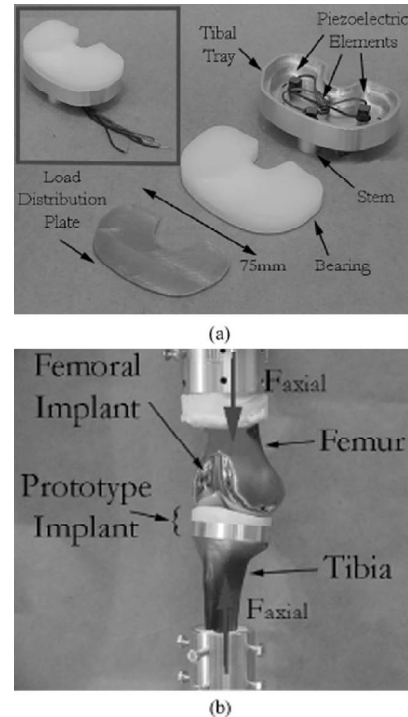 Tibal
Tray
Piezoelectric
Elements
Load
Distribution
Plate
75mm
Stem
Bearing
(a)
Femoral
Implant
Faxial
Femur
Prototype
Implant
{
Tibia
Faxial
(b)